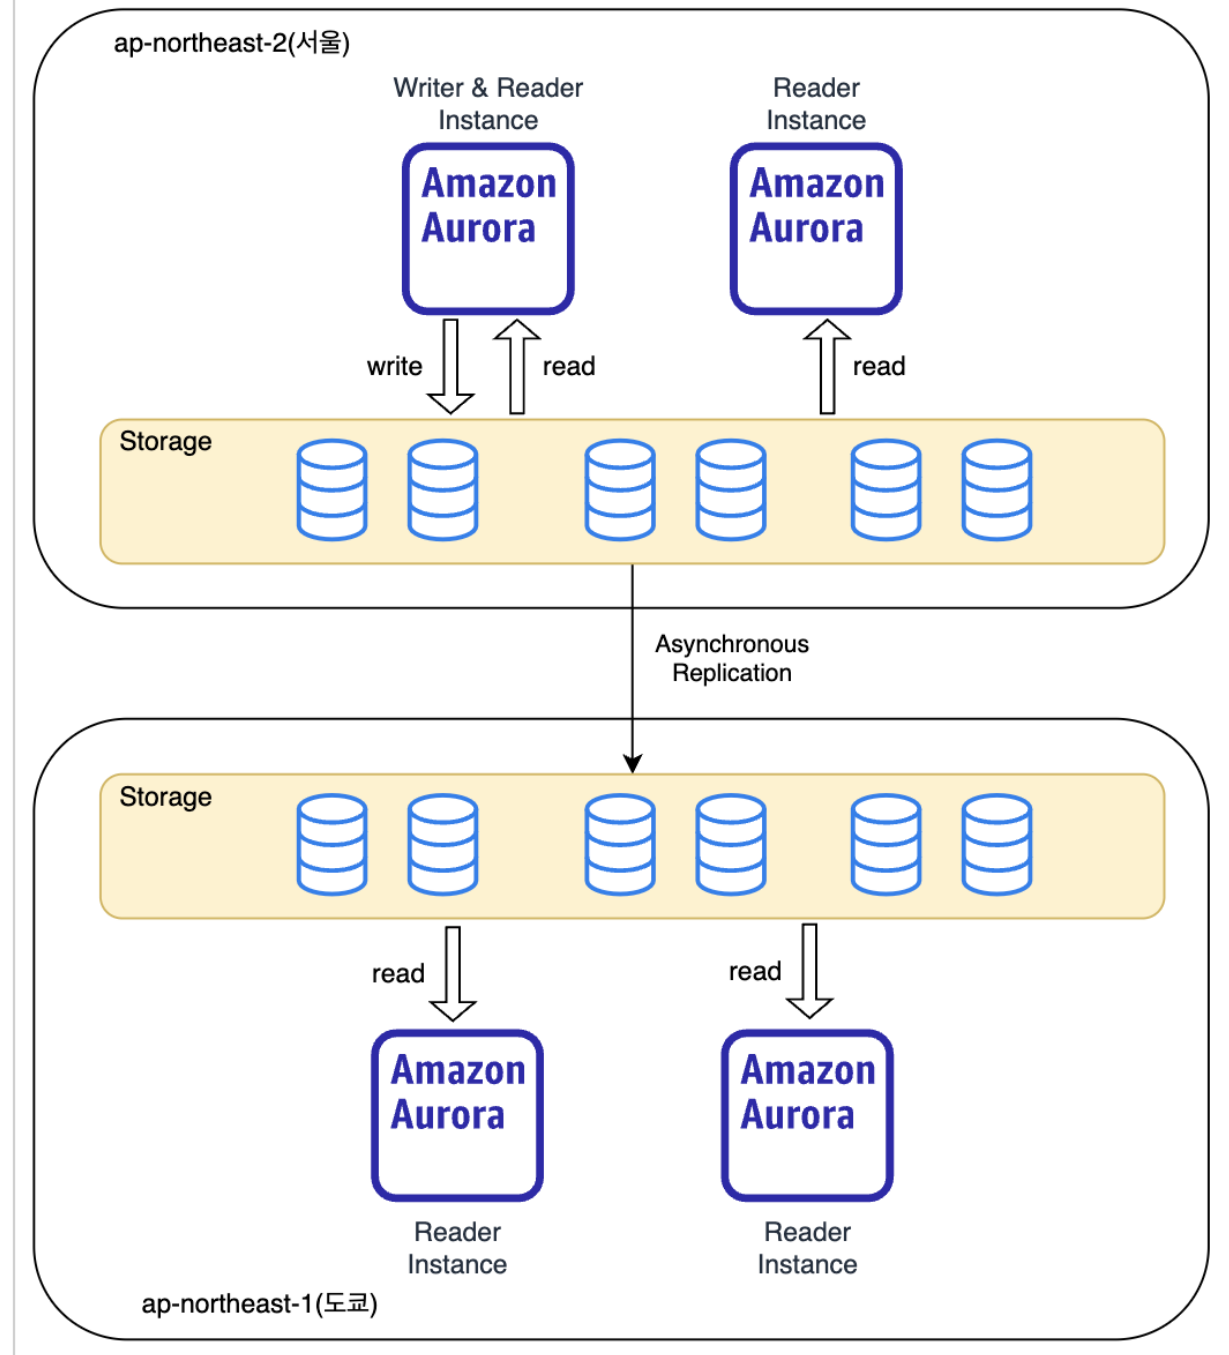 ap-northeast-2(서울)
Writer & Reader
Instance
Reader
Instance
Amazon
Aurora
Amazon
Aurora
write
read
read
Storage
Asynchronous
Replication
Storage
read
read
Amazon
Aurora
Amazon
Aurora
Reader
Instance
Reader
Instance
ap-northeast-1(도쿄)